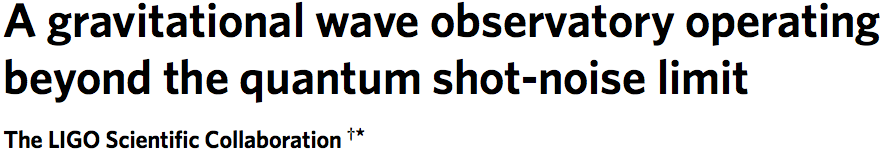 A gravitational wave observatory operating
beyond the quantum shot-noise limit
The LIGO Scientific Collaboration †*